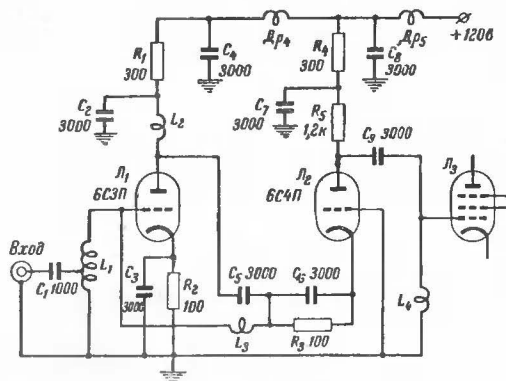 Др4
Др5
+120в
R1
300
C4
3000
R4
300
C8
3000
C2
3000
L2
C7
3000
R5
1,2к
C9 3000
Л1
6С3П
Л2
6С4П
Л3
Вход
C1 1000
L1
C3
3000
R2
100
C5 3000
C6 3000
L3
R3 100
L4